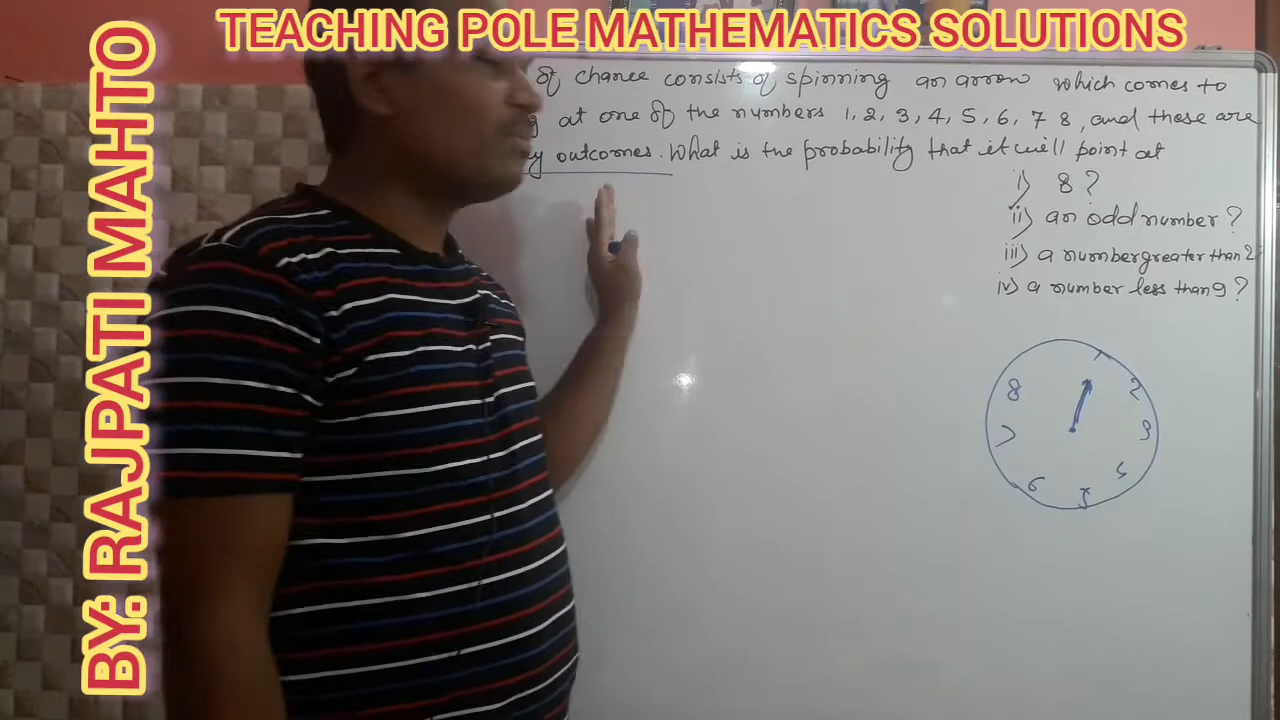 TEACHING POLE MATHEMATICS SOLUTIONS
BY: RAJPATI MAHTO
of chance consists of spinning an arrow which comes to
at one of the numbers 1, 2, 3, 4, 5, 6, 7 8, and these are
outcomes. What is the probability that it will point at
i) 8?
ii) an odd number?
iii) a number greater than 2
iv) a number less than 9?
1
8 2
7 3
6
5